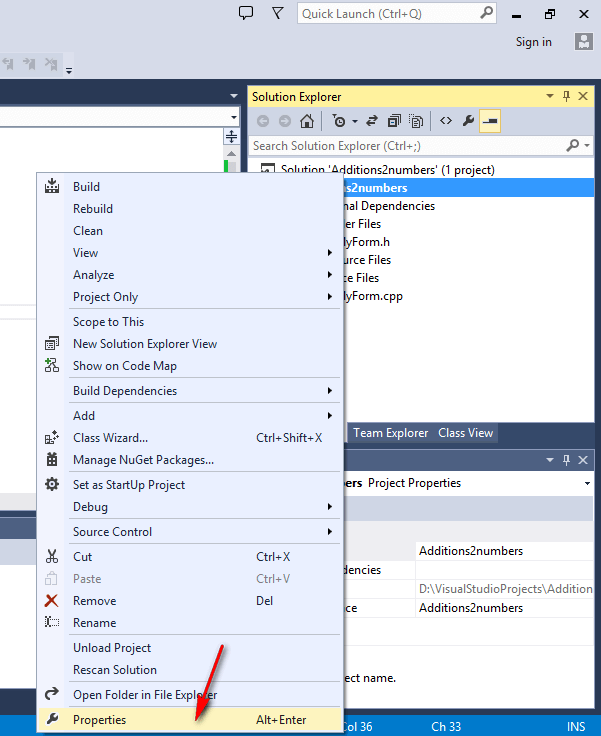 Quick Launch (Ctrl+Q)
Sign in
Solution Explorer
Search Solution Explorer (Ctrl+;)
Solution 'Additions2numbers' (1 project)
ns2numbers
nal Dependencies
der Files
lyForm.h
urce Files
ce Files
lyForm.cpp
Build
Rebuild
Clean
View
Analyze
Project Only
Scope to This
New Solution Explorer View
Show on Code Map
Build Dependencies
Add
Class Wizard... Ctrl+Shift+X
Manage NuGet Packages...
Set as StartUp Project
Debug
Source Control
Cut Ctrl+X
Paste Ctrl+V
Remove Del
Rename
Unload Project
Rescan Solution
Open Folder in File Explorer
Properties Alt+Enter
Team Explorer Class View
bers Project Properties
Additions2numbers
dencies
D:\VisualStudioProjects\Addition
ce Additions2numbers
ect name.
Col 36 Ch 33 INS